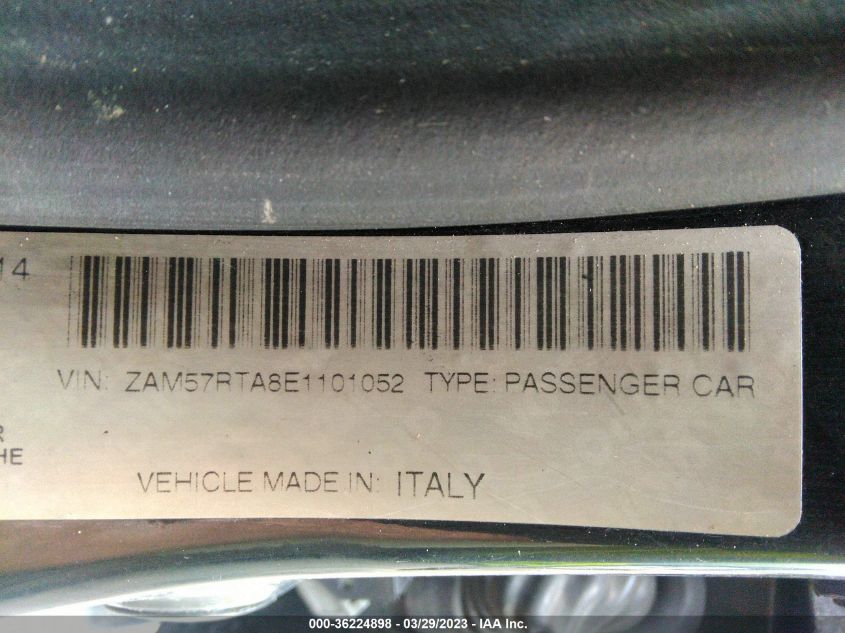 14
VIN: ZAM57RTA8E1101052 TYPE: PASSENGER CAR
R
HE
VEHICLE MADE IN: ITALY
000-36224898 - 03/29/2023 - IAA Inc.